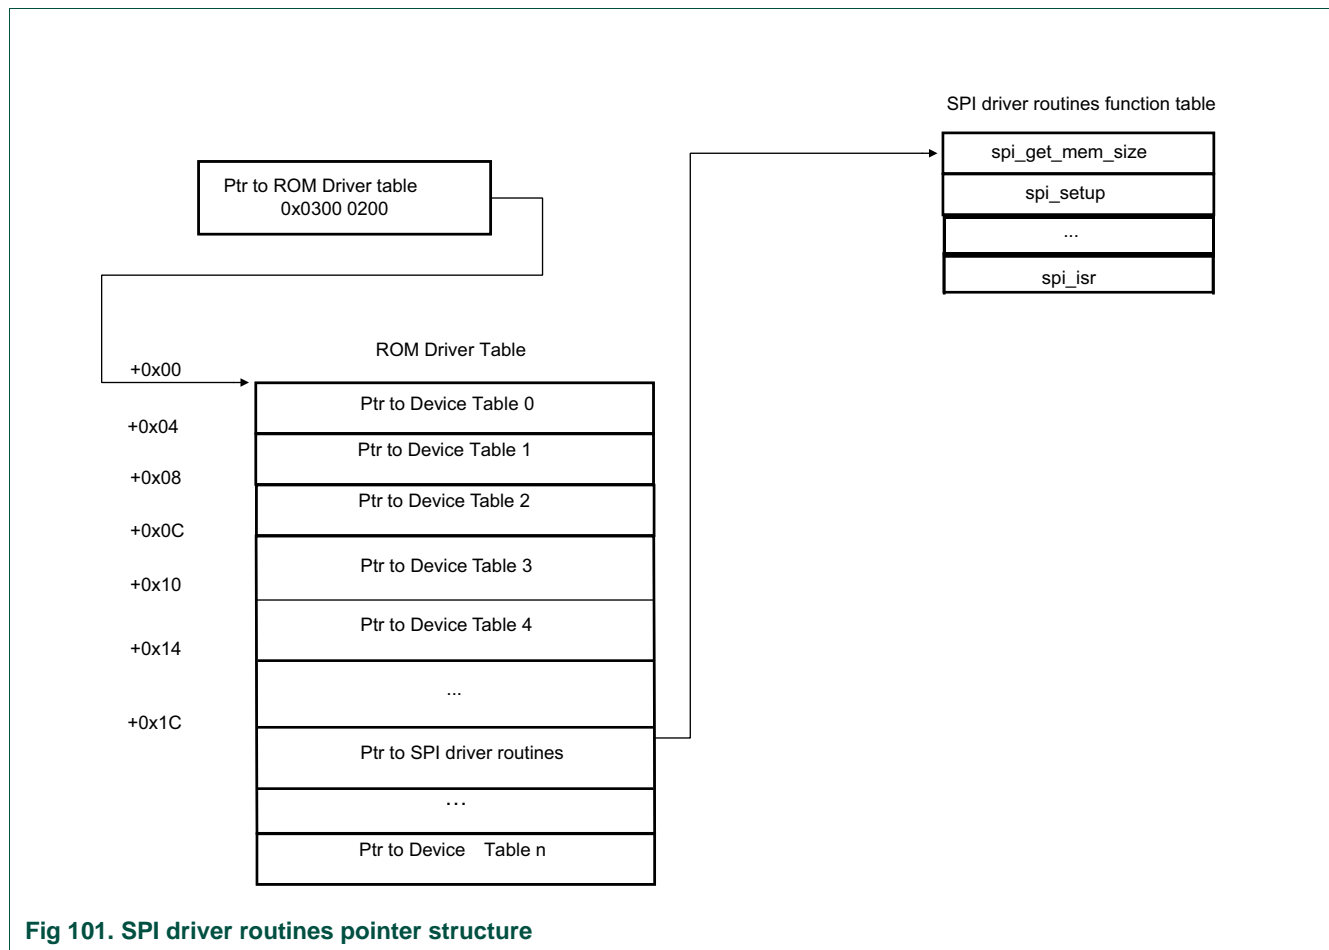 SPI driver routines function table
spi_get_mem_size
spi_setup
...
spi_isr
Ptr to ROM Driver table
0x0300 0200
ROM Driver Table
+0x00
Ptr to Device Table 0
+0x04
Ptr to Device Table 1
+0x08
Ptr to Device Table 2
+0x0C
Ptr to Device Table 3
+0x10
Ptr to Device Table 4
+0x14
...
+0x1C
Ptr to SPI driver routines
...
Ptr to Device Table n
Fig 101. SPI driver routines pointer structure